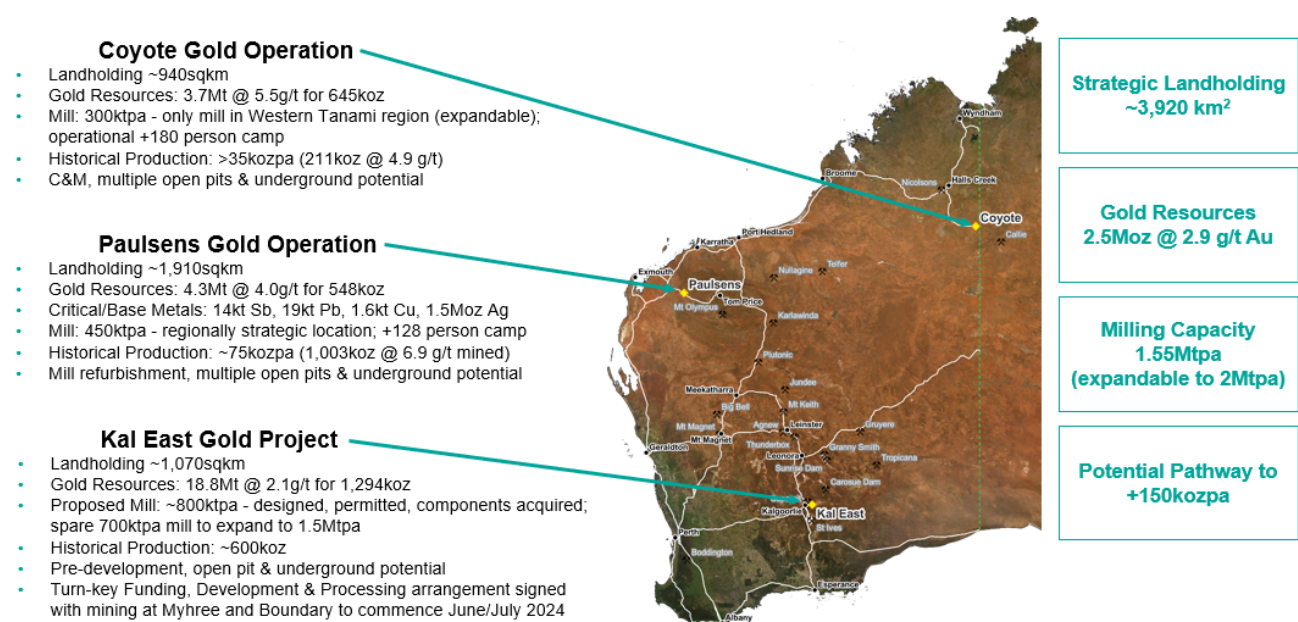 Coyote Gold Operation
• Landholding ~940sqkm
• Gold Resources: 3.7Mt @ 5.5g/t for 645koz
• Mill: 300ktpa - only mill in Western Tanami region (expandable);
operational +180 person camp
• Historical Production: >35kozpa (211koz @ 4.9 g/t)
• C&M, multiple open pits & underground potential
Paulsens Gold Operation
• Landholding ~1,910sqkm
• Gold Resources: 4.3Mt @ 4.0g/t for 548koz
• Critical/Base Metals: 14kt Sb, 19kt Pb, 1.6kt Cu, 1.5Moz Ag
• Mill: 450ktpa - regionally strategic location; +128 person camp
• Historical Production: ~75kozpa (1,003koz @ 6.9 g/t mined)
• Mill refurbishment, multiple open pits & underground potential
Kal East Gold Project
• Landholding ~1,070sqkm
• Gold Resources: 18.8Mt @ 2.1g/t for 1,294koz
• Proposed Mill: ~800ktpa - designed, permitted, components acquired;
spare 700ktpa mill to expand to 1.5Mtpa
• Historical Production: ~600koz
• Pre-development, open pit & underground potential
• Turn-key Funding, Development & Processing arrangement signed
with mining at Myhree and Boundary to commence June/July 2024
Wyndham
Broome
Nicolsons
Halls Creek
Coyote
Callie
Port Hedland
Karratha
Exmouth
Nullagine
Telfer
Paulsens
Tom Price
Mt Olympus
Karlawinda
Plutonic
Jundee
Meekatharra
Mt Keith
Big Bell
Mt Magnet
Mt Magnet
Agnew
Leinster
Gruyere
Thunderbox
Geraldton
Leonora
Granny Smith
Sunrise Dam
Tropicana
Carosue Dam
Kalgoorlie
Kal East
St Ives
Perth
Boddington
Esperance
Albany
Strategic Landholding
~3,920 km²
Gold Resources
2.5Moz @ 2.9 g/t Au
Milling Capacity
1.55Mtpa
(expandable to 2Mtpa)
Potential Pathway to
+150kozpa